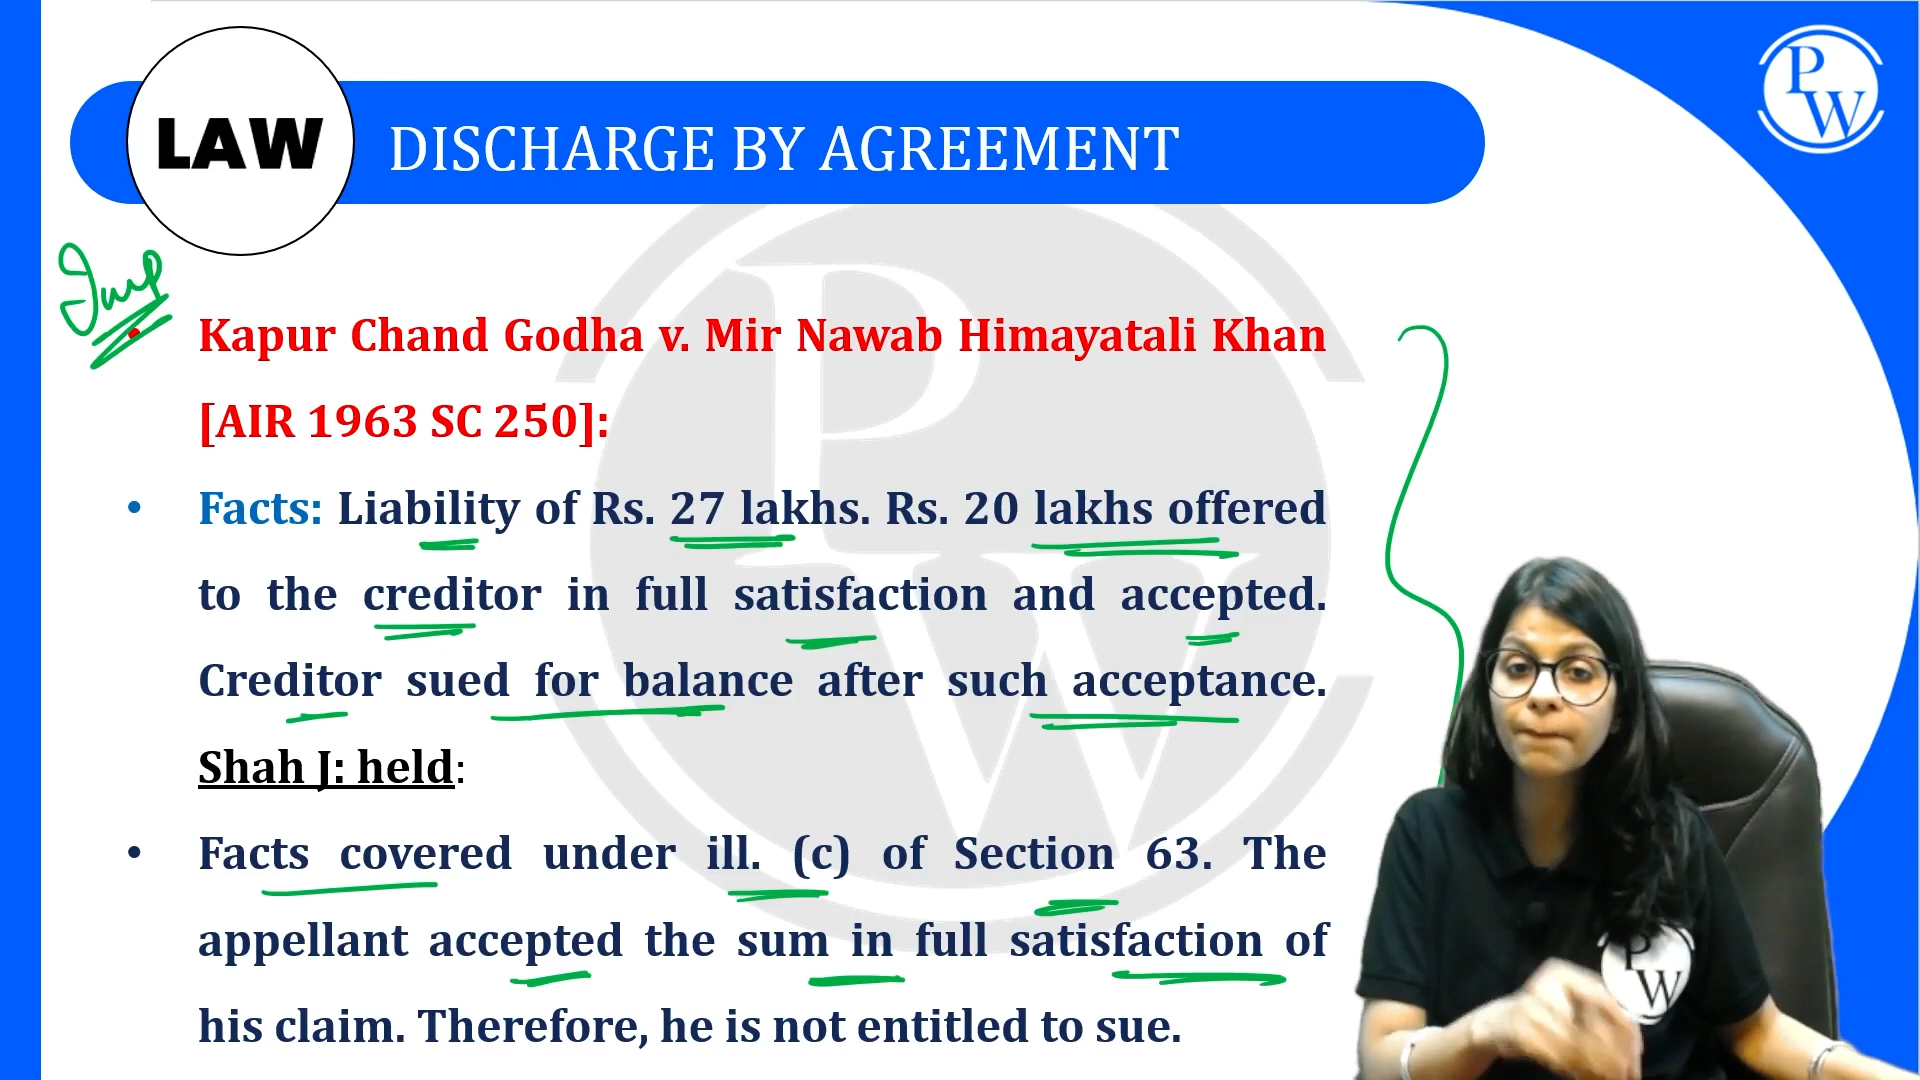 PW
LAW
DISCHARGE BY AGREEMENT
Imp
Kapur Chand Godha v. Mir Nawab Himayatali Khan
[AIR 1963 SC 250]:
• Facts: Liability of Rs. 27 lakhs. Rs. 20 lakhs offered
to the creditor in full satisfaction and accepted.
Creditor sued for balance after such acceptance.
Shah J: held:
• Facts covered under ill. (c) of Section 63. The
appellant accepted the sum in full satisfaction of
his claim. Therefore, he is not entitled to sue.
PW
PW